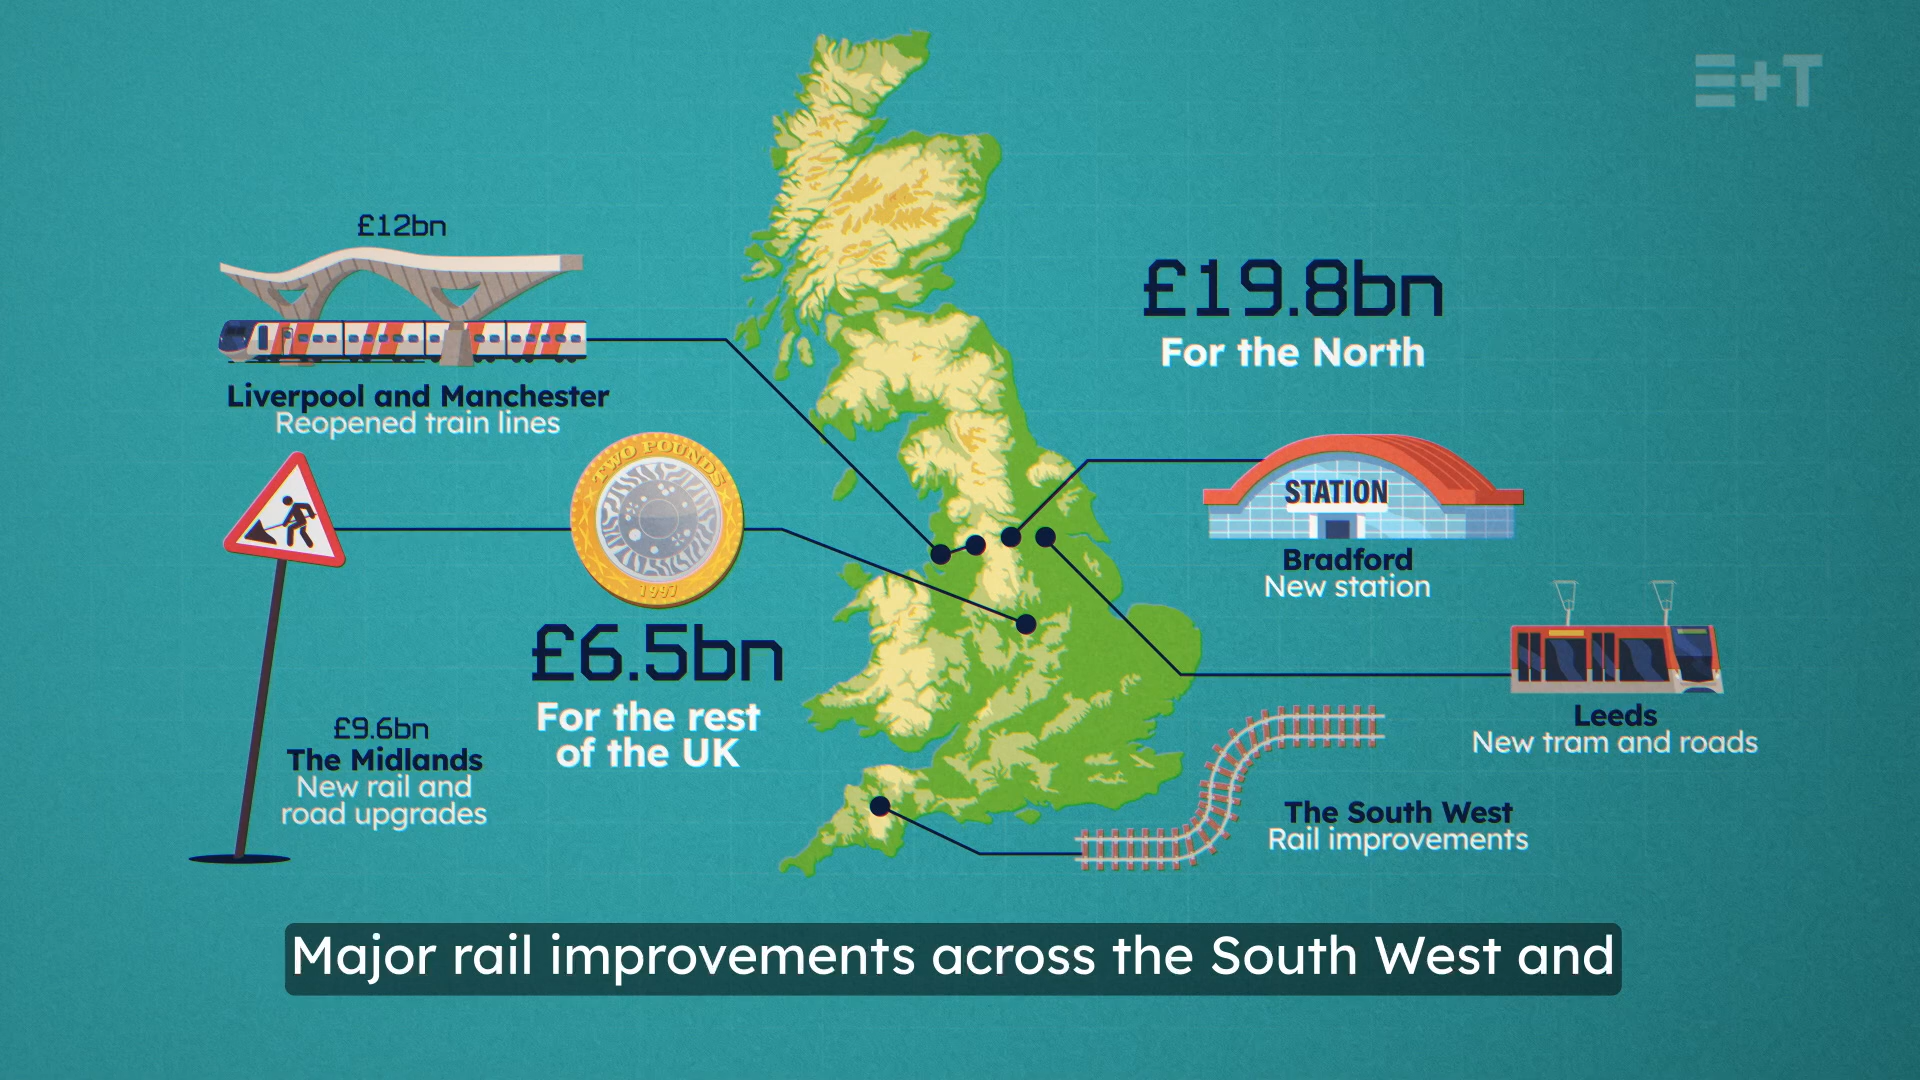 E+T
£12bn
Liverpool and Manchester
Reopened train lines
£19.8bn
For the North
TWO POUNDS
1997
£6.5bn
For the rest
of the UK
STATION
Bradford
New station
Leeds
New tram and roads
£9.6bn
The Midlands
New rail and
road upgrades
The South West
Rail improvements
Major rail improvements across the South West and